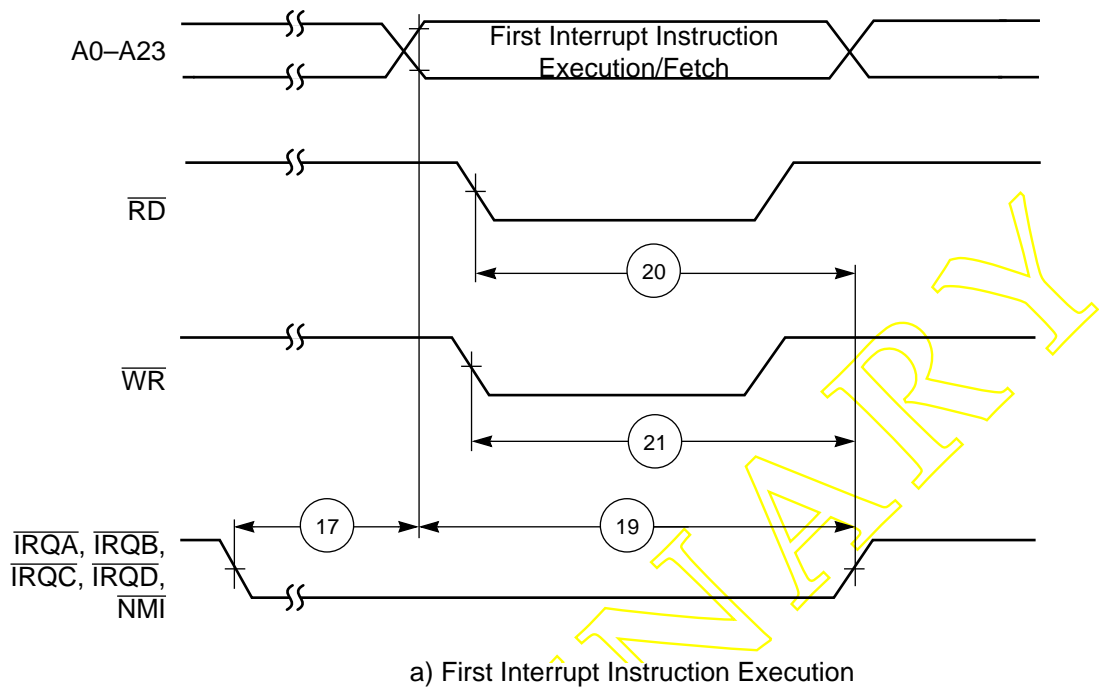 A0–A23
First Interrupt Instruction
Execution/Fetch
RD
20
WR
21
17
19
IRQA, IRQB,
IRQC, IRQD,
NMI
NARY
a) First Interrupt Instruction Execution